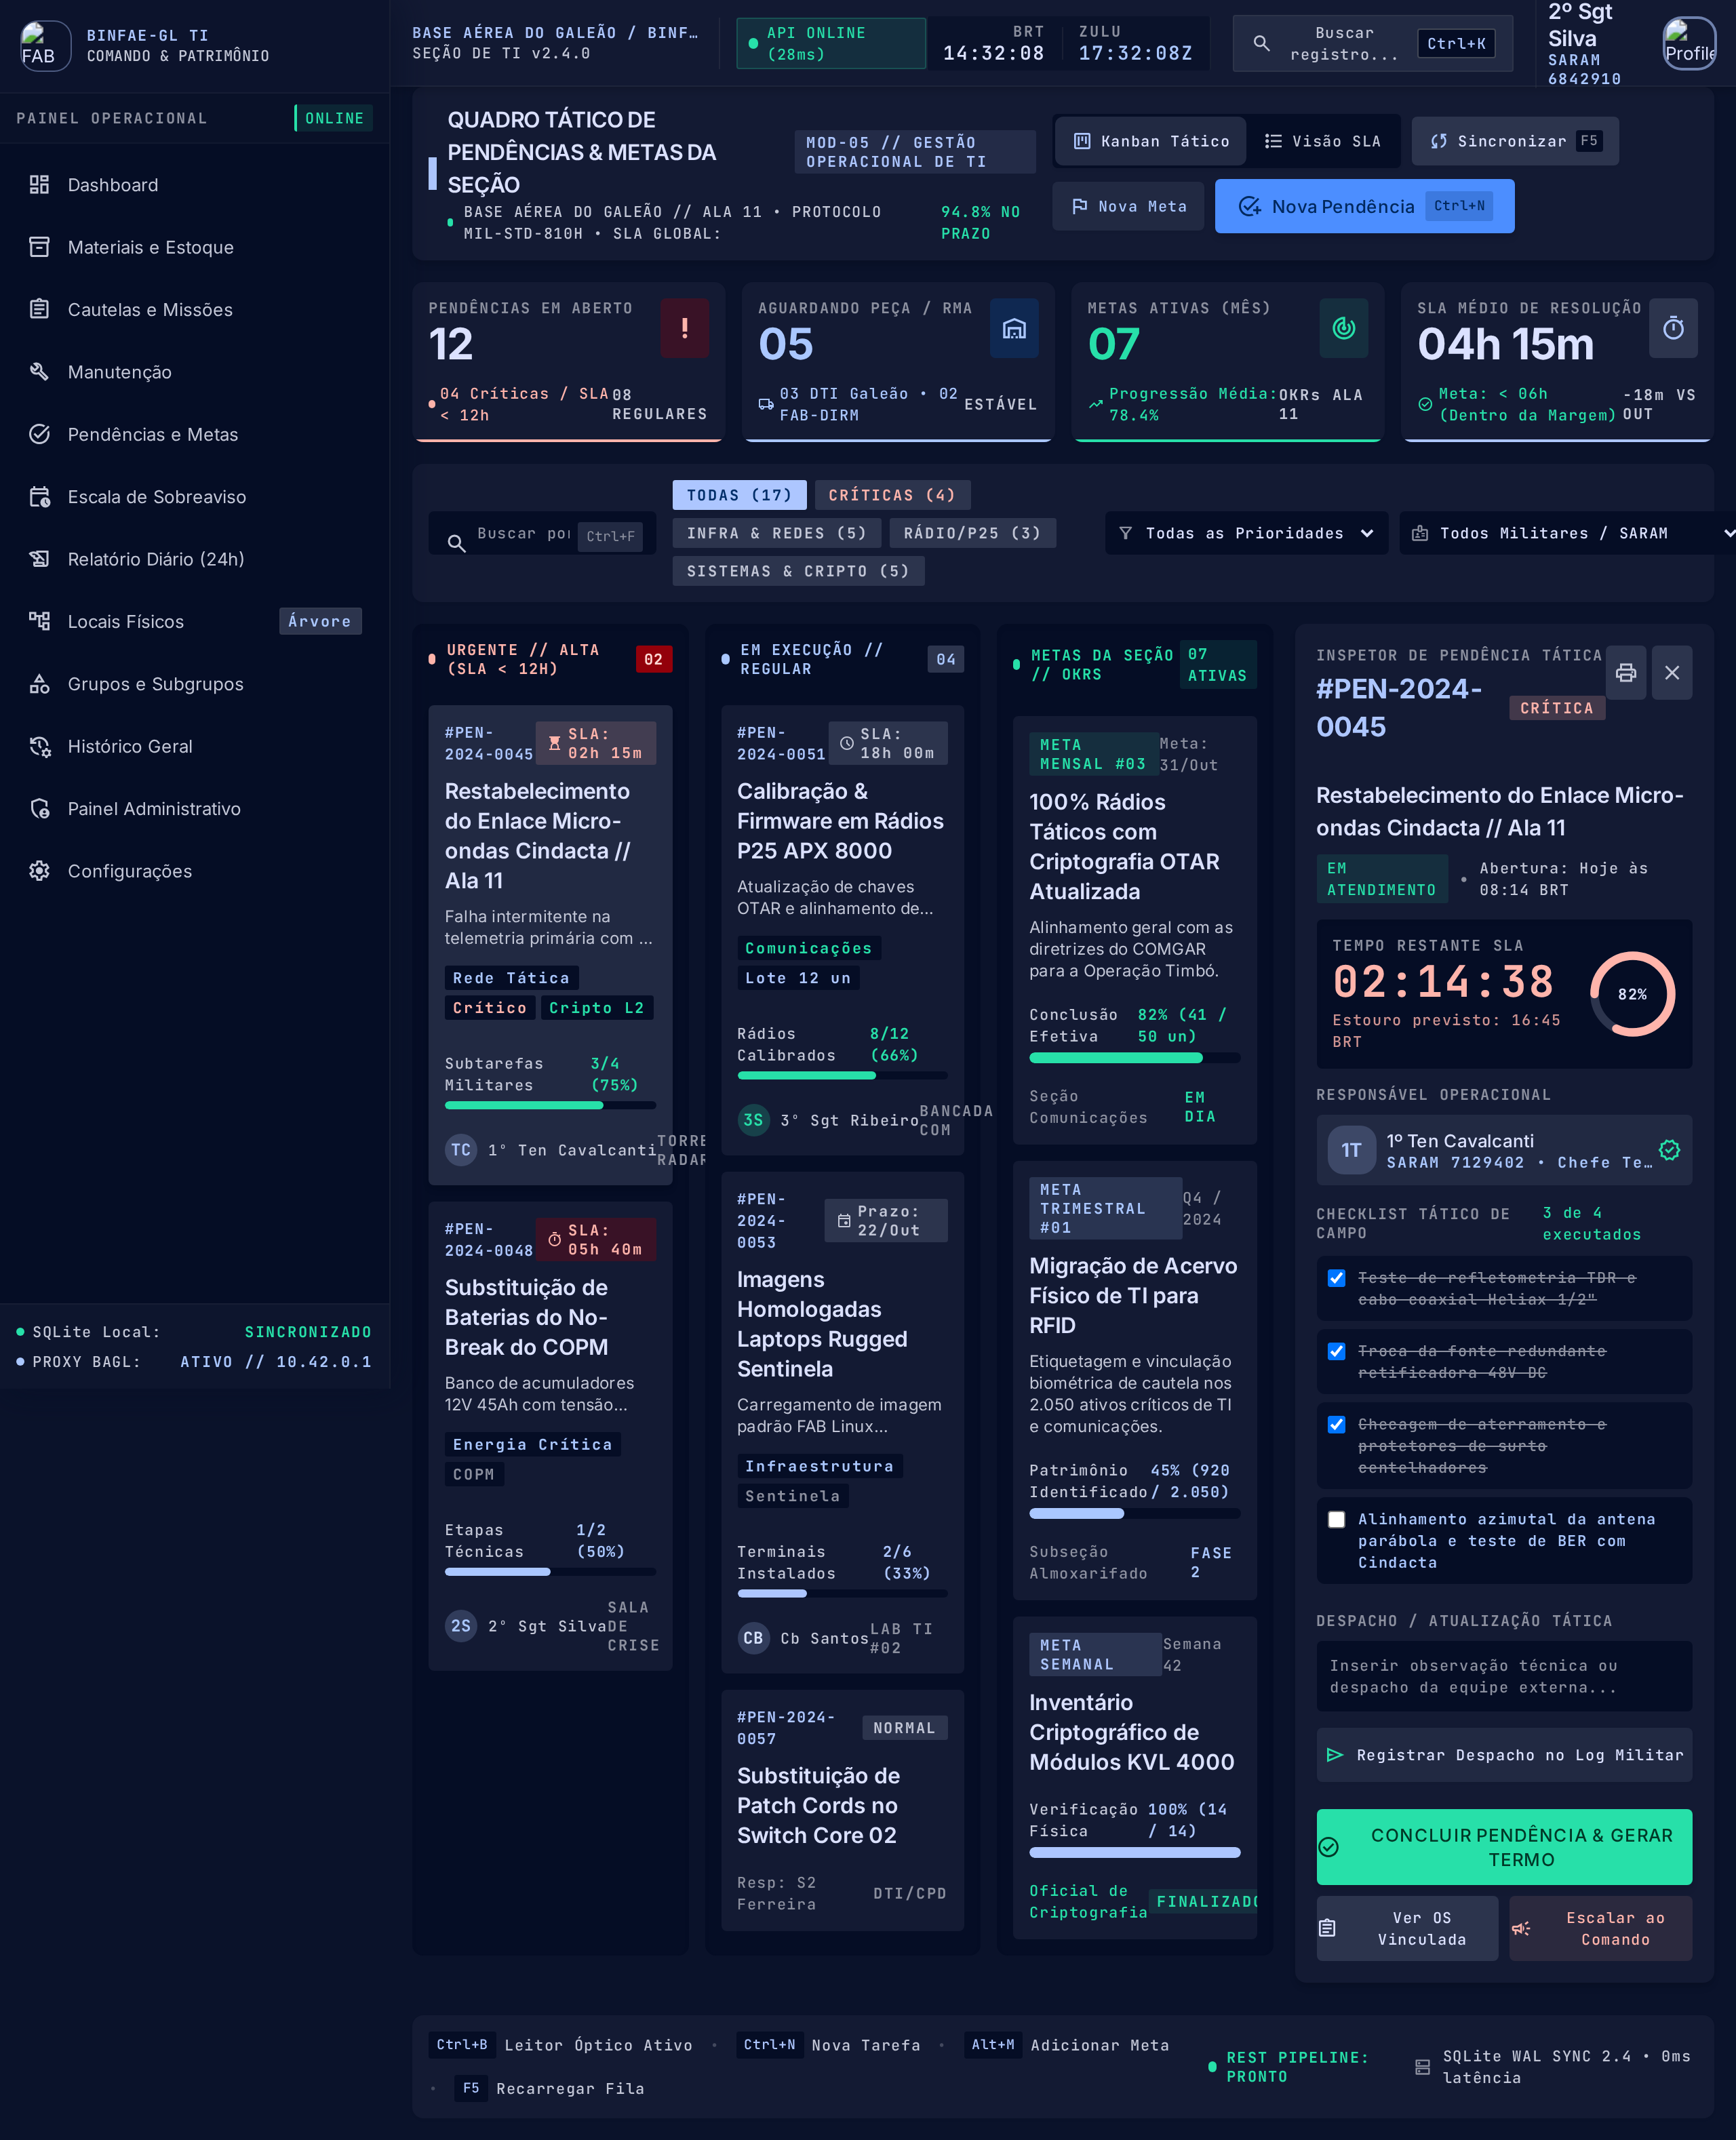 FAB
BINFAE-GL TI
COMANDO & PATRIMÔNIO
PAINEL OPERACIONAL
ONLINE
Dashboard
Materiais e Estoque
Cautelas e Missões
Manutenção
Pendências e Metas
Escala de Sobreaviso
Relatório Diário (24h)
Locais Físicos
Árvore
Grupos e Subgrupos
Histórico Geral
Painel Administrativo
Configurações
SQLite Local:
SINCRONIZADO
PROXY BAGL:
ATIVO // 10.42.0.1
BASE AÉREA DO GALEÃO / BINF…
SEÇÃO DE TI v2.4.0
API ONLINE
(28ms)
BRT
14:32:08
ZULU
17:32:08Z
Buscar
registro...
Ctrl+K
2º Sgt
Silva
SARAM
6842910
Profile
QUADRO TÁTICO DE
PENDÊNCIAS & METAS DA
SEÇÃO
MOD-05 // GESTÃO
OPERACIONAL DE TI
BASE AÉREA DO GALEÃO // ALA 11 • PROTOCOLO
MIL-STD-810H • SLA GLOBAL:
94.8% NO
PRAZO
Kanban Tático
Visão SLA
Sincronizar
F5
Nova Meta
Nova Pendência
Ctrl+N
PENDÊNCIAS EM ABERTO
12
04 Críticas / SLA
< 12h
08
REGULARES
AGUARDANDO PEÇA / RMA
05
03 DTI Galeão • 02
FAB-DIRM
ESTÁVEL
METAS ATIVAS (MÊS)
07
Progressão Média:
78.4%
OKRs ALA
11
SLA MÉDIO DE RESOLUÇÃO
04h 15m
Meta: < 06h
(Dentro da Margem)
-18m VS
OUT
Buscar po
Ctrl+F
TODAS (17)
CRÍTICAS (4)
INFRA & REDES (5)
RÁDIO/P25 (3)
SISTEMAS & CRIPTO (5)
Todas as Prioridades
Todos Militares / SARAM
URGENTE // ALTA
(SLA < 12H)
02
#PEN-
2024-0045
SLA:
02h 15m
Restabelecimento
do Enlace Micro-
ondas Cindacta //
Ala 11
Falha intermitente na
telemetria primária com …
Rede Tática
Crítico
Cripto L2
Subtarefas
Militares
3/4
(75%)
TC
1º Ten Cavalcanti
TORRE
RADAR
#PEN-
2024-0048
SLA:
05h 40m
Substituição de
Baterias do No-
Break do COPM
Banco de acumuladores
12V 45Ah com tensão…
Energia Crítica
COPM
Etapas
Técnicas
1/2
(50%)
2S
2º Sgt Silva
SALA
DE
CRISE
EM EXECUÇÃO //
REGULAR
04
#PEN-
2024-0051
SLA:
18h 00m
Calibração &
Firmware em Rádios
P25 APX 8000
Atualização de chaves
OTAR e alinhamento de…
Comunicações
Lote 12 un
Rádios
Calibrados
8/12
(66%)
3S
3º Sgt Ribeiro
BANCADA
COM
#PEN-
2024-
0053
Prazo:
22/Out
Imagens
Homologadas
Laptops Rugged
Sentinela
Carregamento de imagem
padrão FAB Linux…
Infraestrutura
Sentinela
Terminais
Instalados
2/6
(33%)
CB
Cb Santos
LAB TI
#02
#PEN-2024-
0057
NORMAL
Substituição de
Patch Cords no
Switch Core 02
Resp: S2
Ferreira
DTI/CPD
METAS DA SEÇÃO
// OKRS
07
ATIVAS
META
MENSAL #03
Meta:
31/Out
100% Rádios
Táticos com
Criptografia OTAR
Atualizada
Alinhamento geral com as
diretrizes do COMGAR
para a Operação Timbó.
Conclusão
Efetiva
82% (41 /
50 un)
Seção
Comunicações
EM
DIA
META
TRIMESTRAL
#01
Q4 /
2024
Migração de Acervo
Físico de TI para
RFID
Etiquetagem e vinculação
biométrica de cautela nos
2.050 ativos críticos de TI
e comunicações.
Patrimônio
Identificado
45% (920
/ 2.050)
Subseção
Almoxarifado
FASE
2
META
SEMANAL
Semana
42
Inventário
Criptográfico de
Módulos KVL 4000
Verificação
Física
100% (14
/ 14)
Oficial de
Criptografia
FINALIZADO
INSPETOR DE PENDÊNCIA TÁTICA
#PEN-2024-
0045
CRÍTICA
Restabelecimento do Enlace Micro-
ondas Cindacta // Ala 11
EM
ATENDIMENTO
•
Abertura: Hoje às
08:14 BRT
TEMPO RESTANTE SLA
02:14:38
Estouro previsto: 16:45
BRT
82%
RESPONSÁVEL OPERACIONAL
1T
1º Ten Cavalcanti
SARAM 7129402 • Chefe Te…
CHECKLIST TÁTICO DE
CAMPO
3 de 4
executados
Teste de refletometria TDR e
cabo coaxial Heliax 1/2"
Troca da fonte redundante
retificadora 48V DC
Checagem de aterramento e
protetores de surto
centelhadores
Alinhamento azimutal da antena
parábola e teste de BER com
Cindacta
DESPACHO / ATUALIZAÇÃO TÁTICA
Inserir observação técnica ou
despacho da equipe externa...
Registrar Despacho no Log Militar
CONCLUIR PENDÊNCIA & GERAR
TERMO
Ver OS
Vinculada
Escalar ao
Comando
Ctrl+B Leitor Óptico Ativo • Ctrl+N Nova Tarefa • Alt+M Adicionar Meta
• F5 Recarregar Fila
REST PIPELINE:
PRONTO
SQLite WAL SYNC 2.4 • 0ms
latência